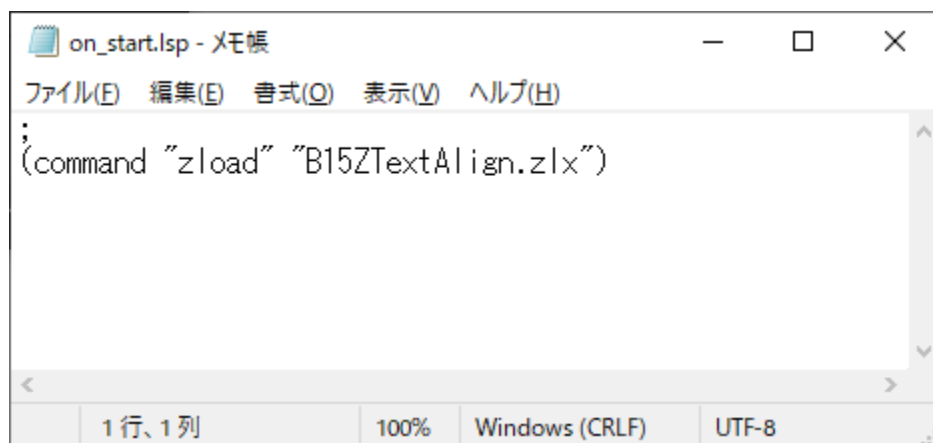 on_start.lsp - メモ帳
ファイル(F) 編集(E) 書式(O) 表示(V) ヘルプ(H)
;
(command "zload" "B15ZTextAlign.zlx")
1 行、1 列 100% Windows (CRLF) UTF-8